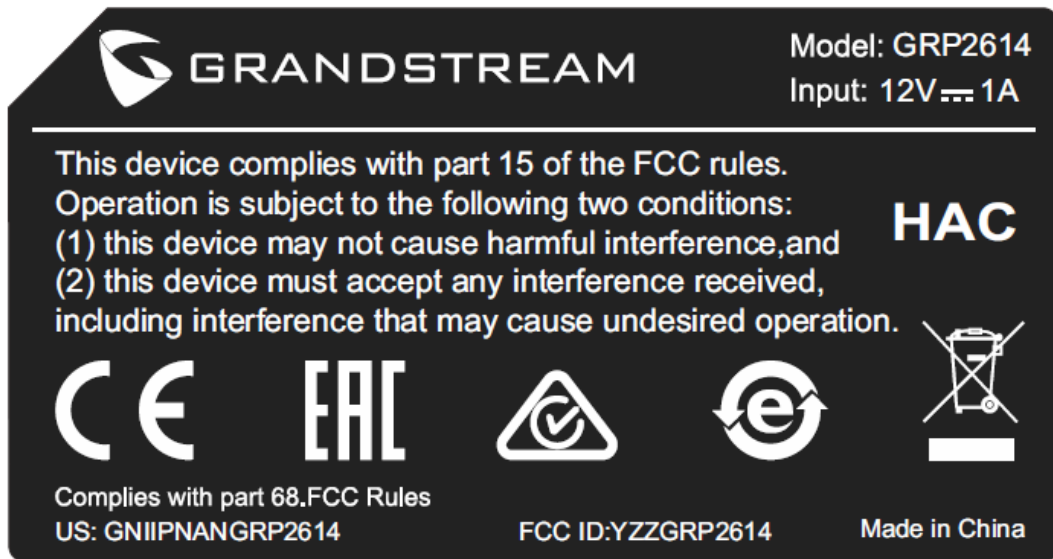 GRANDSTREAM
Model: GRP2614
Input: 12V⎓1A
This device complies with part 15 of the FCC rules.
Operation is subject to the following two conditions:
(1) this device may not cause harmful interference,and
(2) this device must accept any interference received,
including interference that may cause undesired operation.
HAC
CE
EAC
e
Complies with part 68.FCC Rules
US: GNIIPNANGRP2614
FCC ID:YZZGRP2614
Made in China